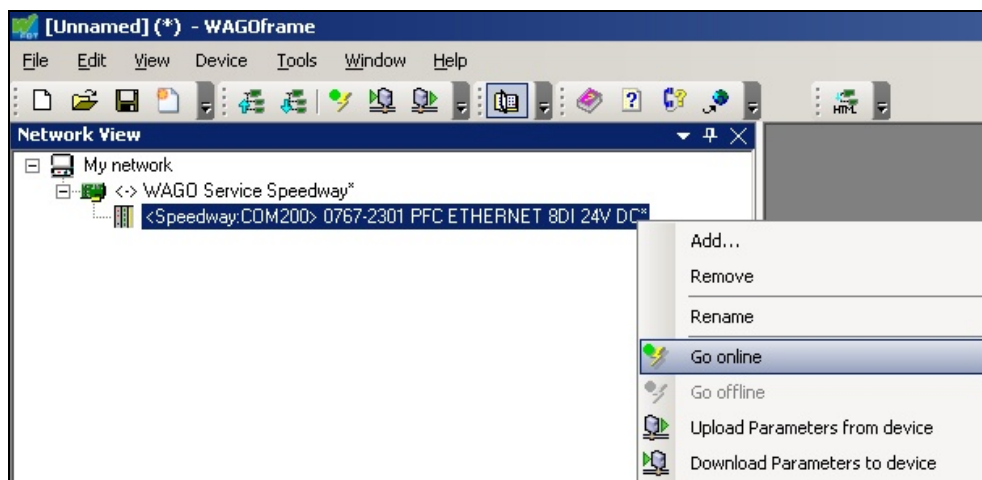 [Unnamed] (*) - WAGOframe
File Edit View Device Tools Window Help
HTML
Network View
My network
<-> WAGO Service Speedway*
<Speedway:COM200> 0767-2301 PFC ETHERNET 8DI 24V DC*
Add...
Remove
Rename
Go online
Go offline
Upload Parameters from device
Download Parameters to device